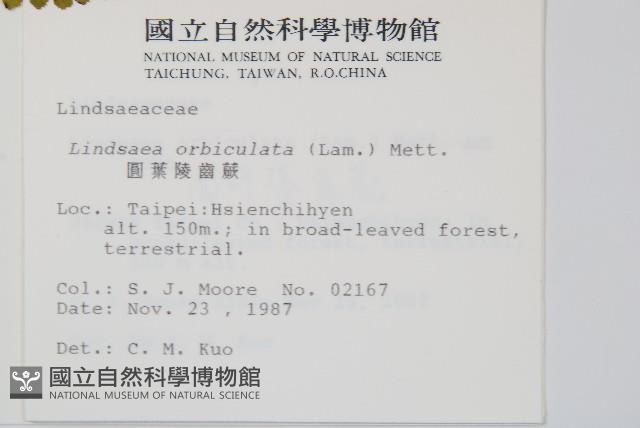 國立自然科學博物館
NATIONAL MUSEUM OF NATURAL SCIENCE
TAICHUNG, TAIWAN, R.O.CHINA
Lindsaeaceae
Lindsaea orbiculata (Lam.) Mett.
圓葉陵齒蕨
Loc.: Taipei:Hsienchihyen
alt. 150m.; in broad-leaved forest,
terrestrial.
Col.: S. J. Moore No. 02167
Date: Nov. 23 , 1987
Det.: C. M. Kuo
國立自然科學博物館
NATIONAL MUSEUM OF NATURAL SCIENCE